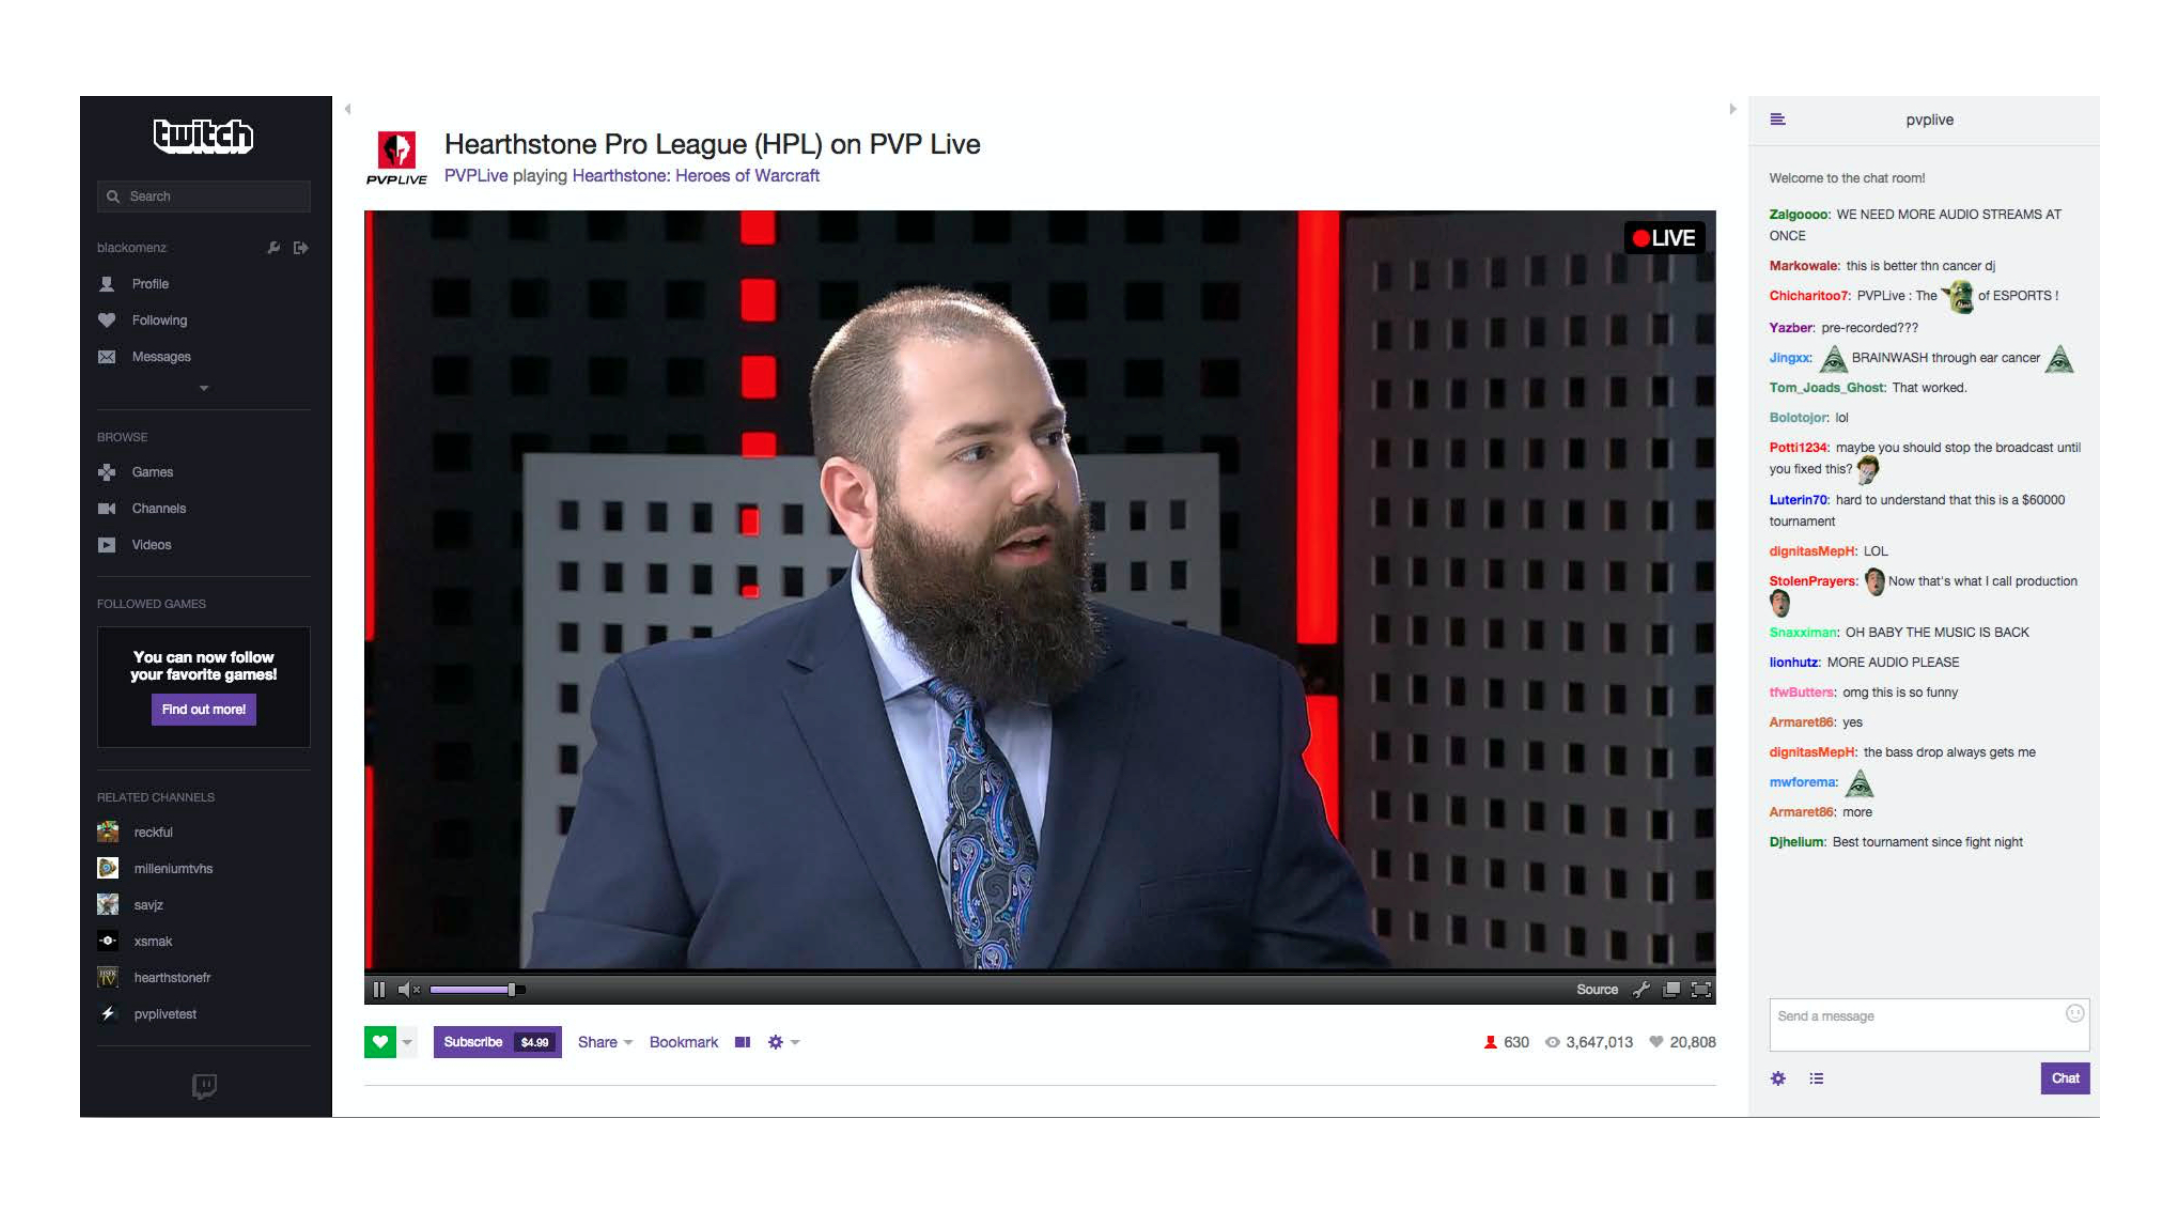 twitch
Search
blackomenz
Profile
Following
Messages
BROWSE
Games
Channels
Videos
FOLLOWED GAMES
You can now follow
your favorite games!
Find out more!
RELATED CHANNELS
reckful
milleniumtvhs
savjz
xsmak
hearthstonefr
pvplivetest
PVPLIVE
Hearthstone Pro League (HPL) on PVP Live
PVPLive playing Hearthstone: Heroes of Warcraft
LIVE
Source
Subscribe $4.99 Share Bookmark
630 3,647,013 20,808
pvplive
Welcome to the chat room!
Zalgoooo: WE NEED MORE AUDIO STREAMS AT
ONCE
Markowale: this is better thn cancer dj
Chicharitoo7: PVPLive : The of ESPORTS !
Yazber: pre-recorded???
Jingxx: BRAINWASH through ear cancer
Tom_Joads_Ghost: That worked.
Bolotojor: lol
Potti1234: maybe you should stop the broadcast until
you fixed this?
Luterin70: hard to understand that this is a $60000
tournament
dignitasMepH: LOL
StolenPrayers: Now that's what I call production
Snaxximan: OH BABY THE MUSIC IS BACK
lionhutz: MORE AUDIO PLEASE
tfwButters: omg this is so funny
Armaret86: yes
dignitasMepH: the bass drop always gets me
mwforema:
Armaret86: more
Djhelium: Best tournament since fight night
Send a message
Chat